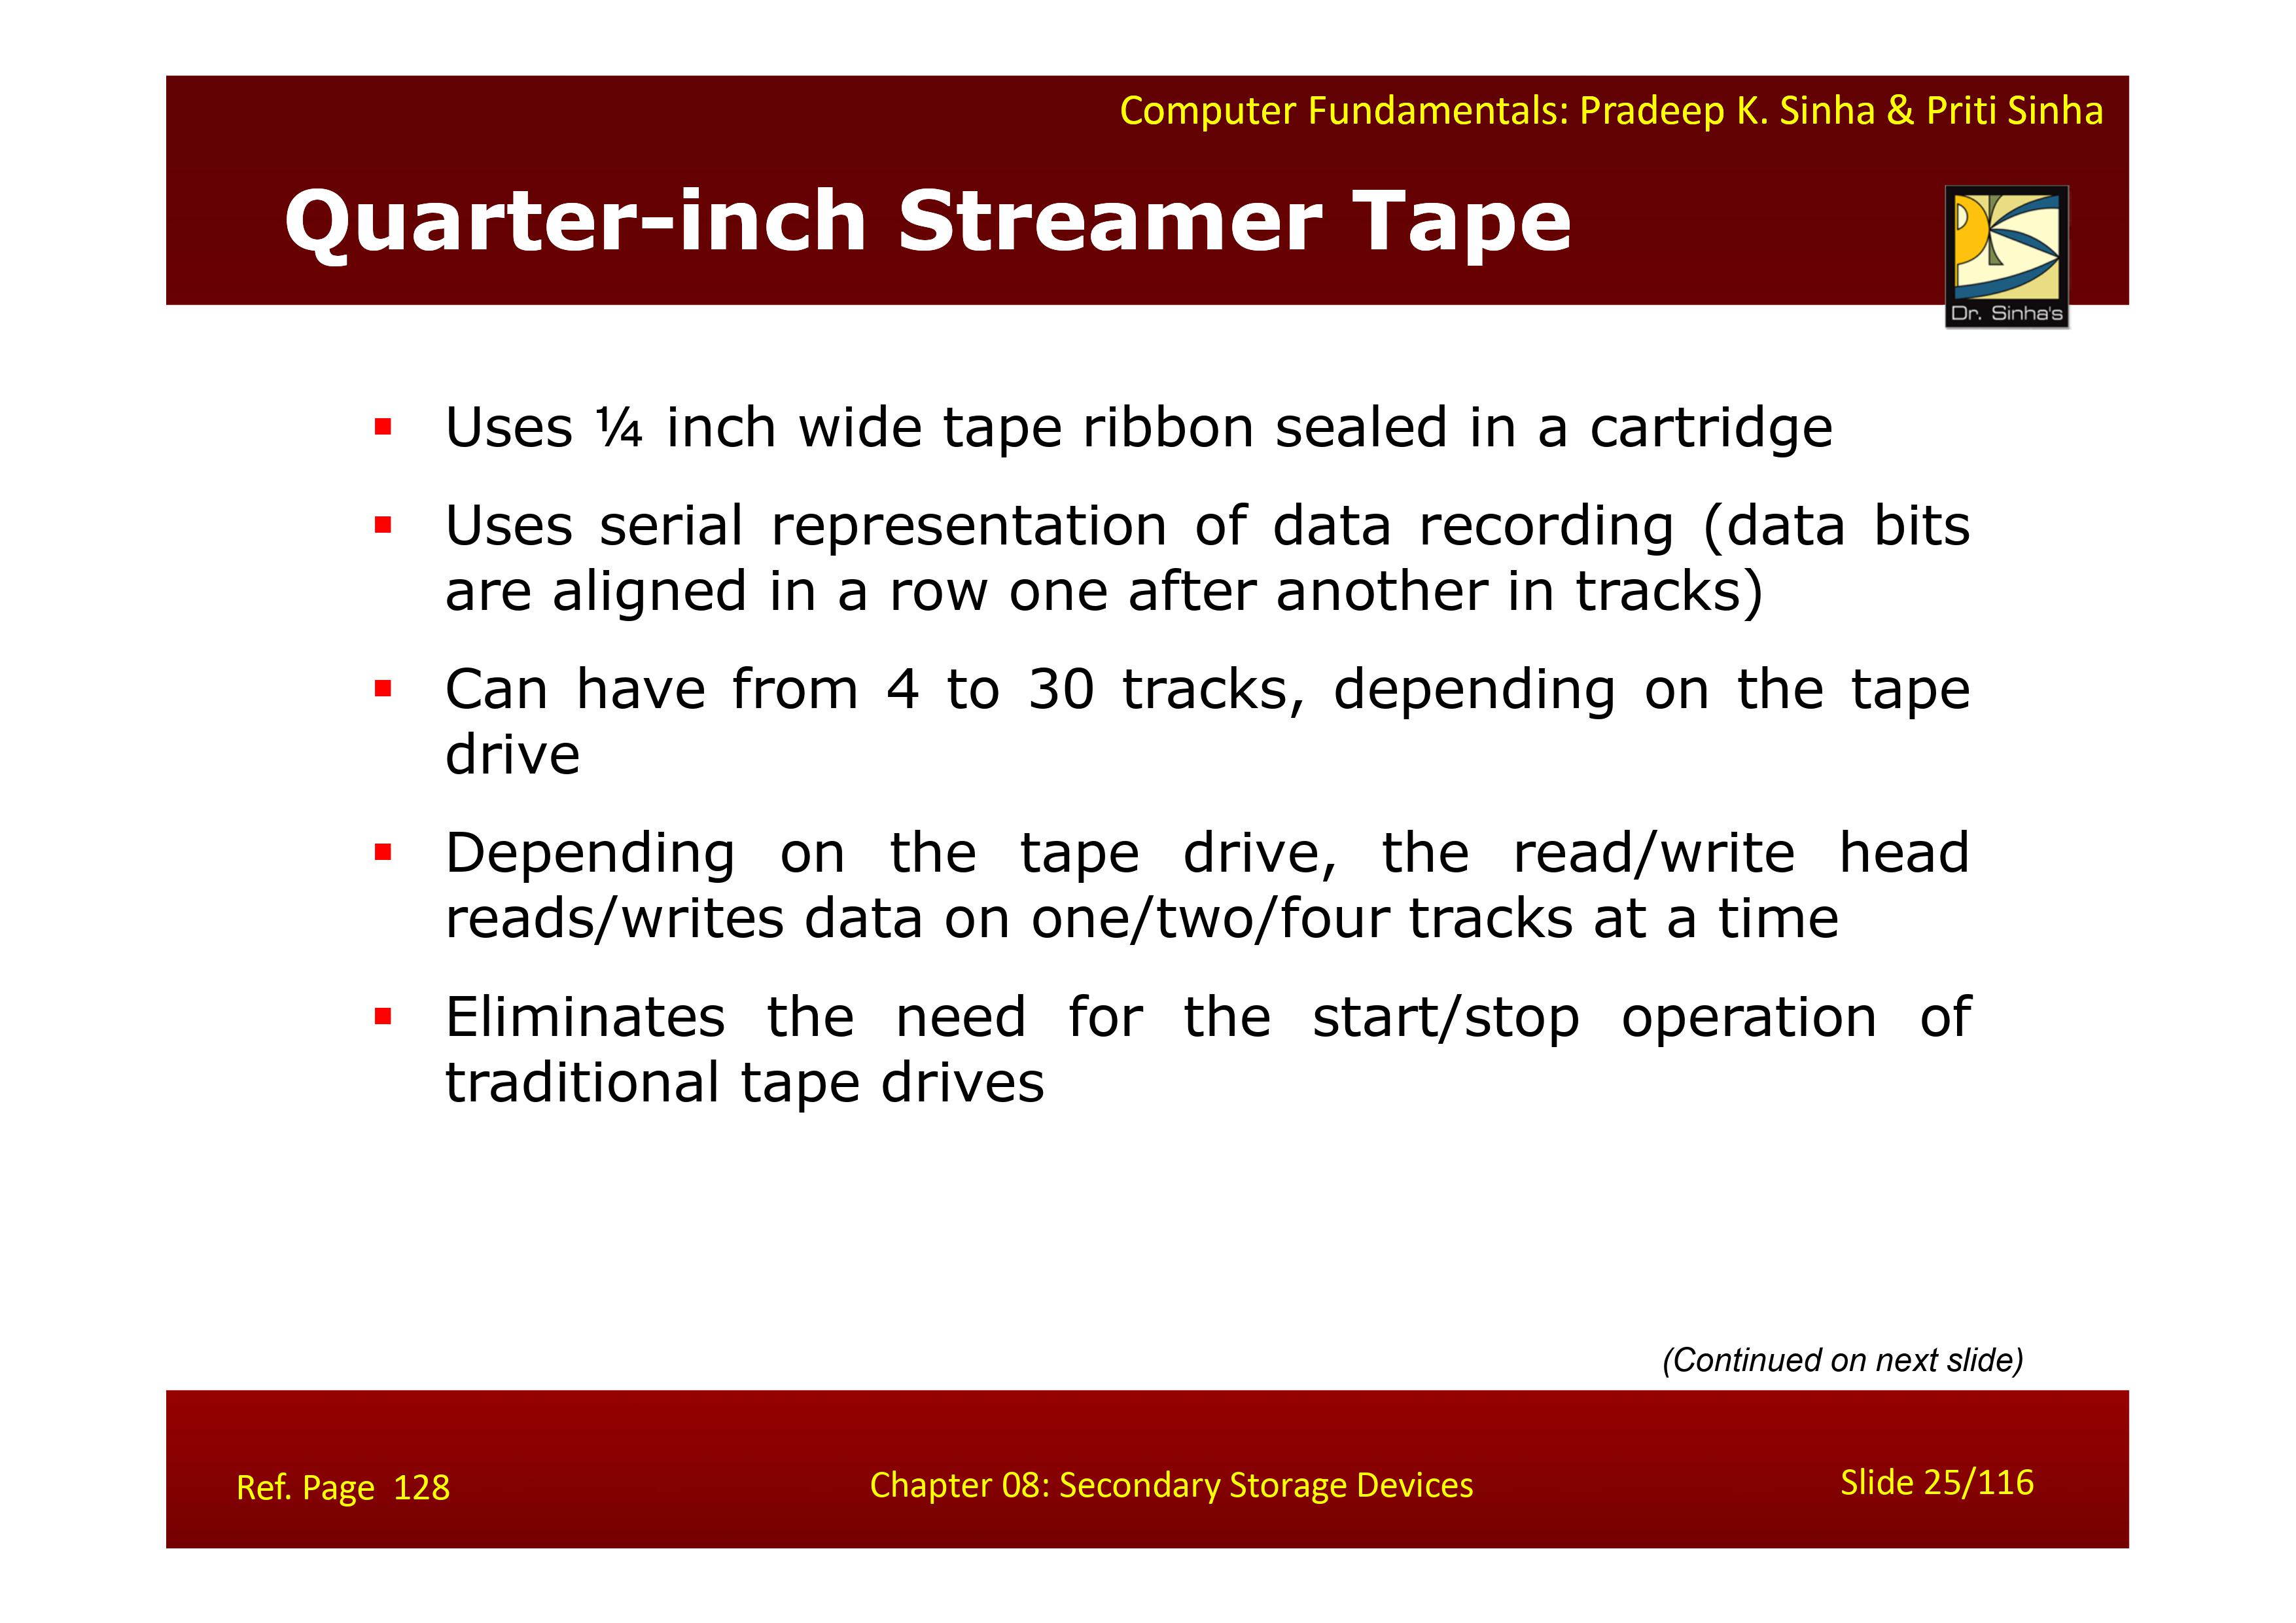 Computer Fundamentals: Pradeep K. Sinha & Priti Sinha
Quarter-inch Streamer Tape
Dr. Sinha's
▪ Uses ¼ inch wide tape ribbon sealed in a cartridge
▪ Uses serial representation of data recording (data bits
are aligned in a row one after another in tracks)
▪ Can have from 4 to 30 tracks, depending on the tape
drive
▪ Depending on the tape drive, the read/write head
reads/writes data on one/two/four tracks at a time
▪ Eliminates the need for the start/stop operation of
traditional tape drives
(Continued on next slide)
Ref. Page 128
Chapter 08: Secondary Storage Devices
Slide 25/116